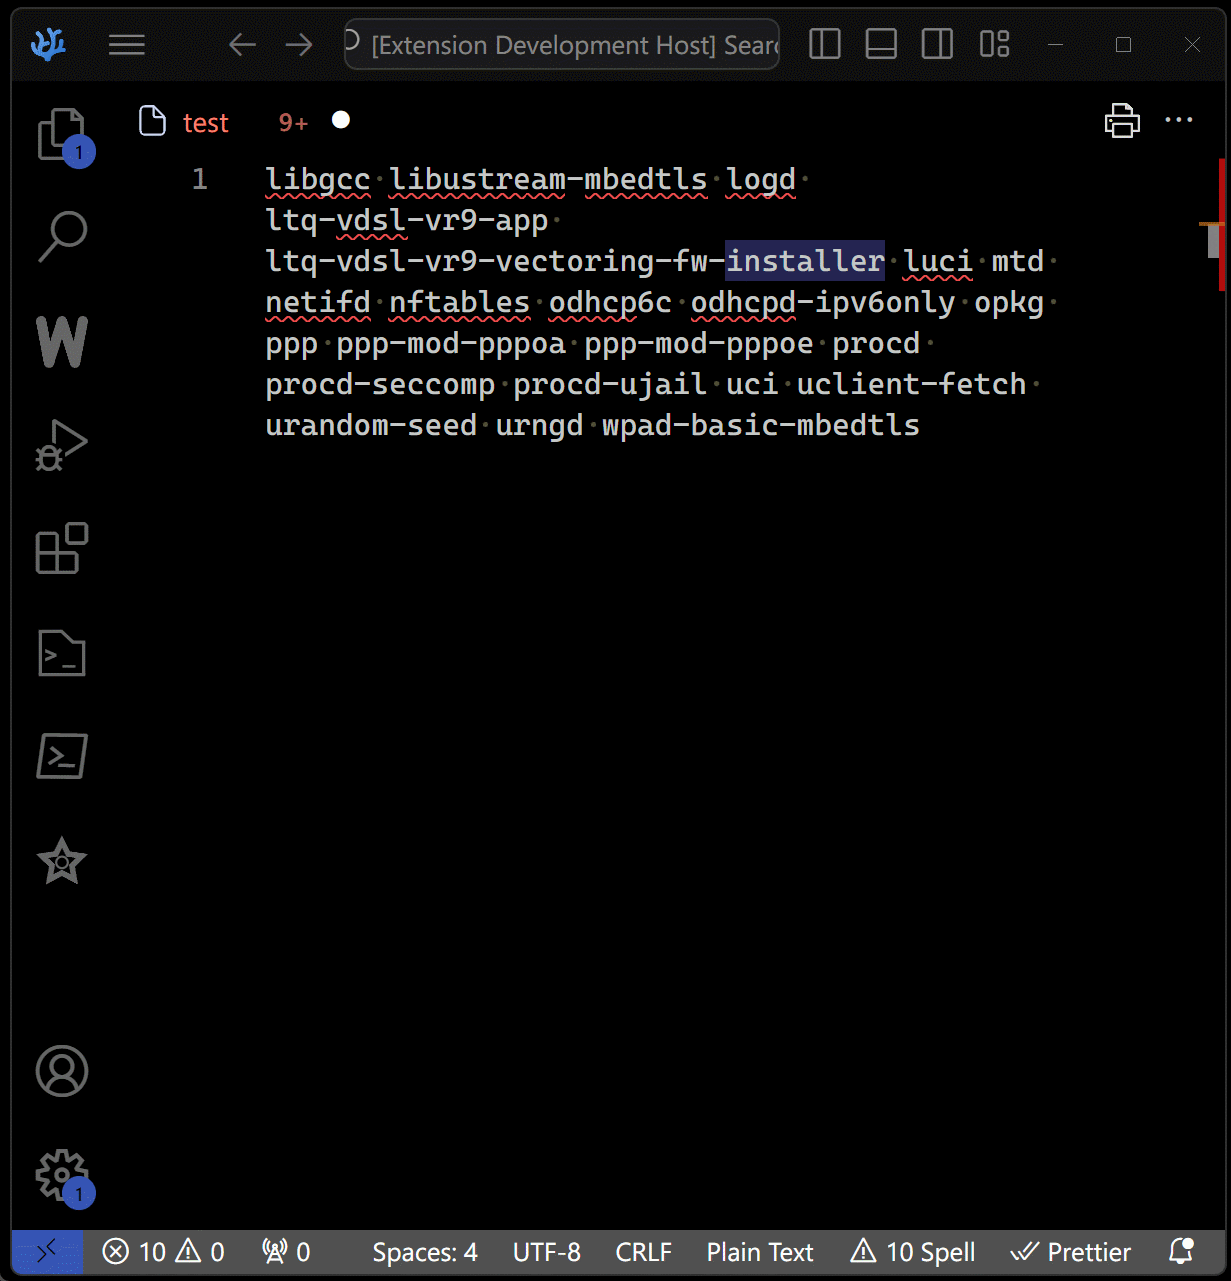 [Extension Development Host] Sear
test 9+
1
1 libgcc libustream-mbedtls logd
ltq-vdsl-vr9-app
ltq-vdsl-vr9-vectoring-fw-installer luci mtd
netifd nftables odhcp6c odhcpd-ipv6only opkg
ppp ppp-mod-pppoa ppp-mod-pppoe procd
procd-seccomp procd-ujail uci uclient-fetch
urandom-seed urngd wpad-basic-mbedtls
W
1
10 0 0 Spaces: 4 UTF-8 CRLF Plain Text 10 Spell Prettier